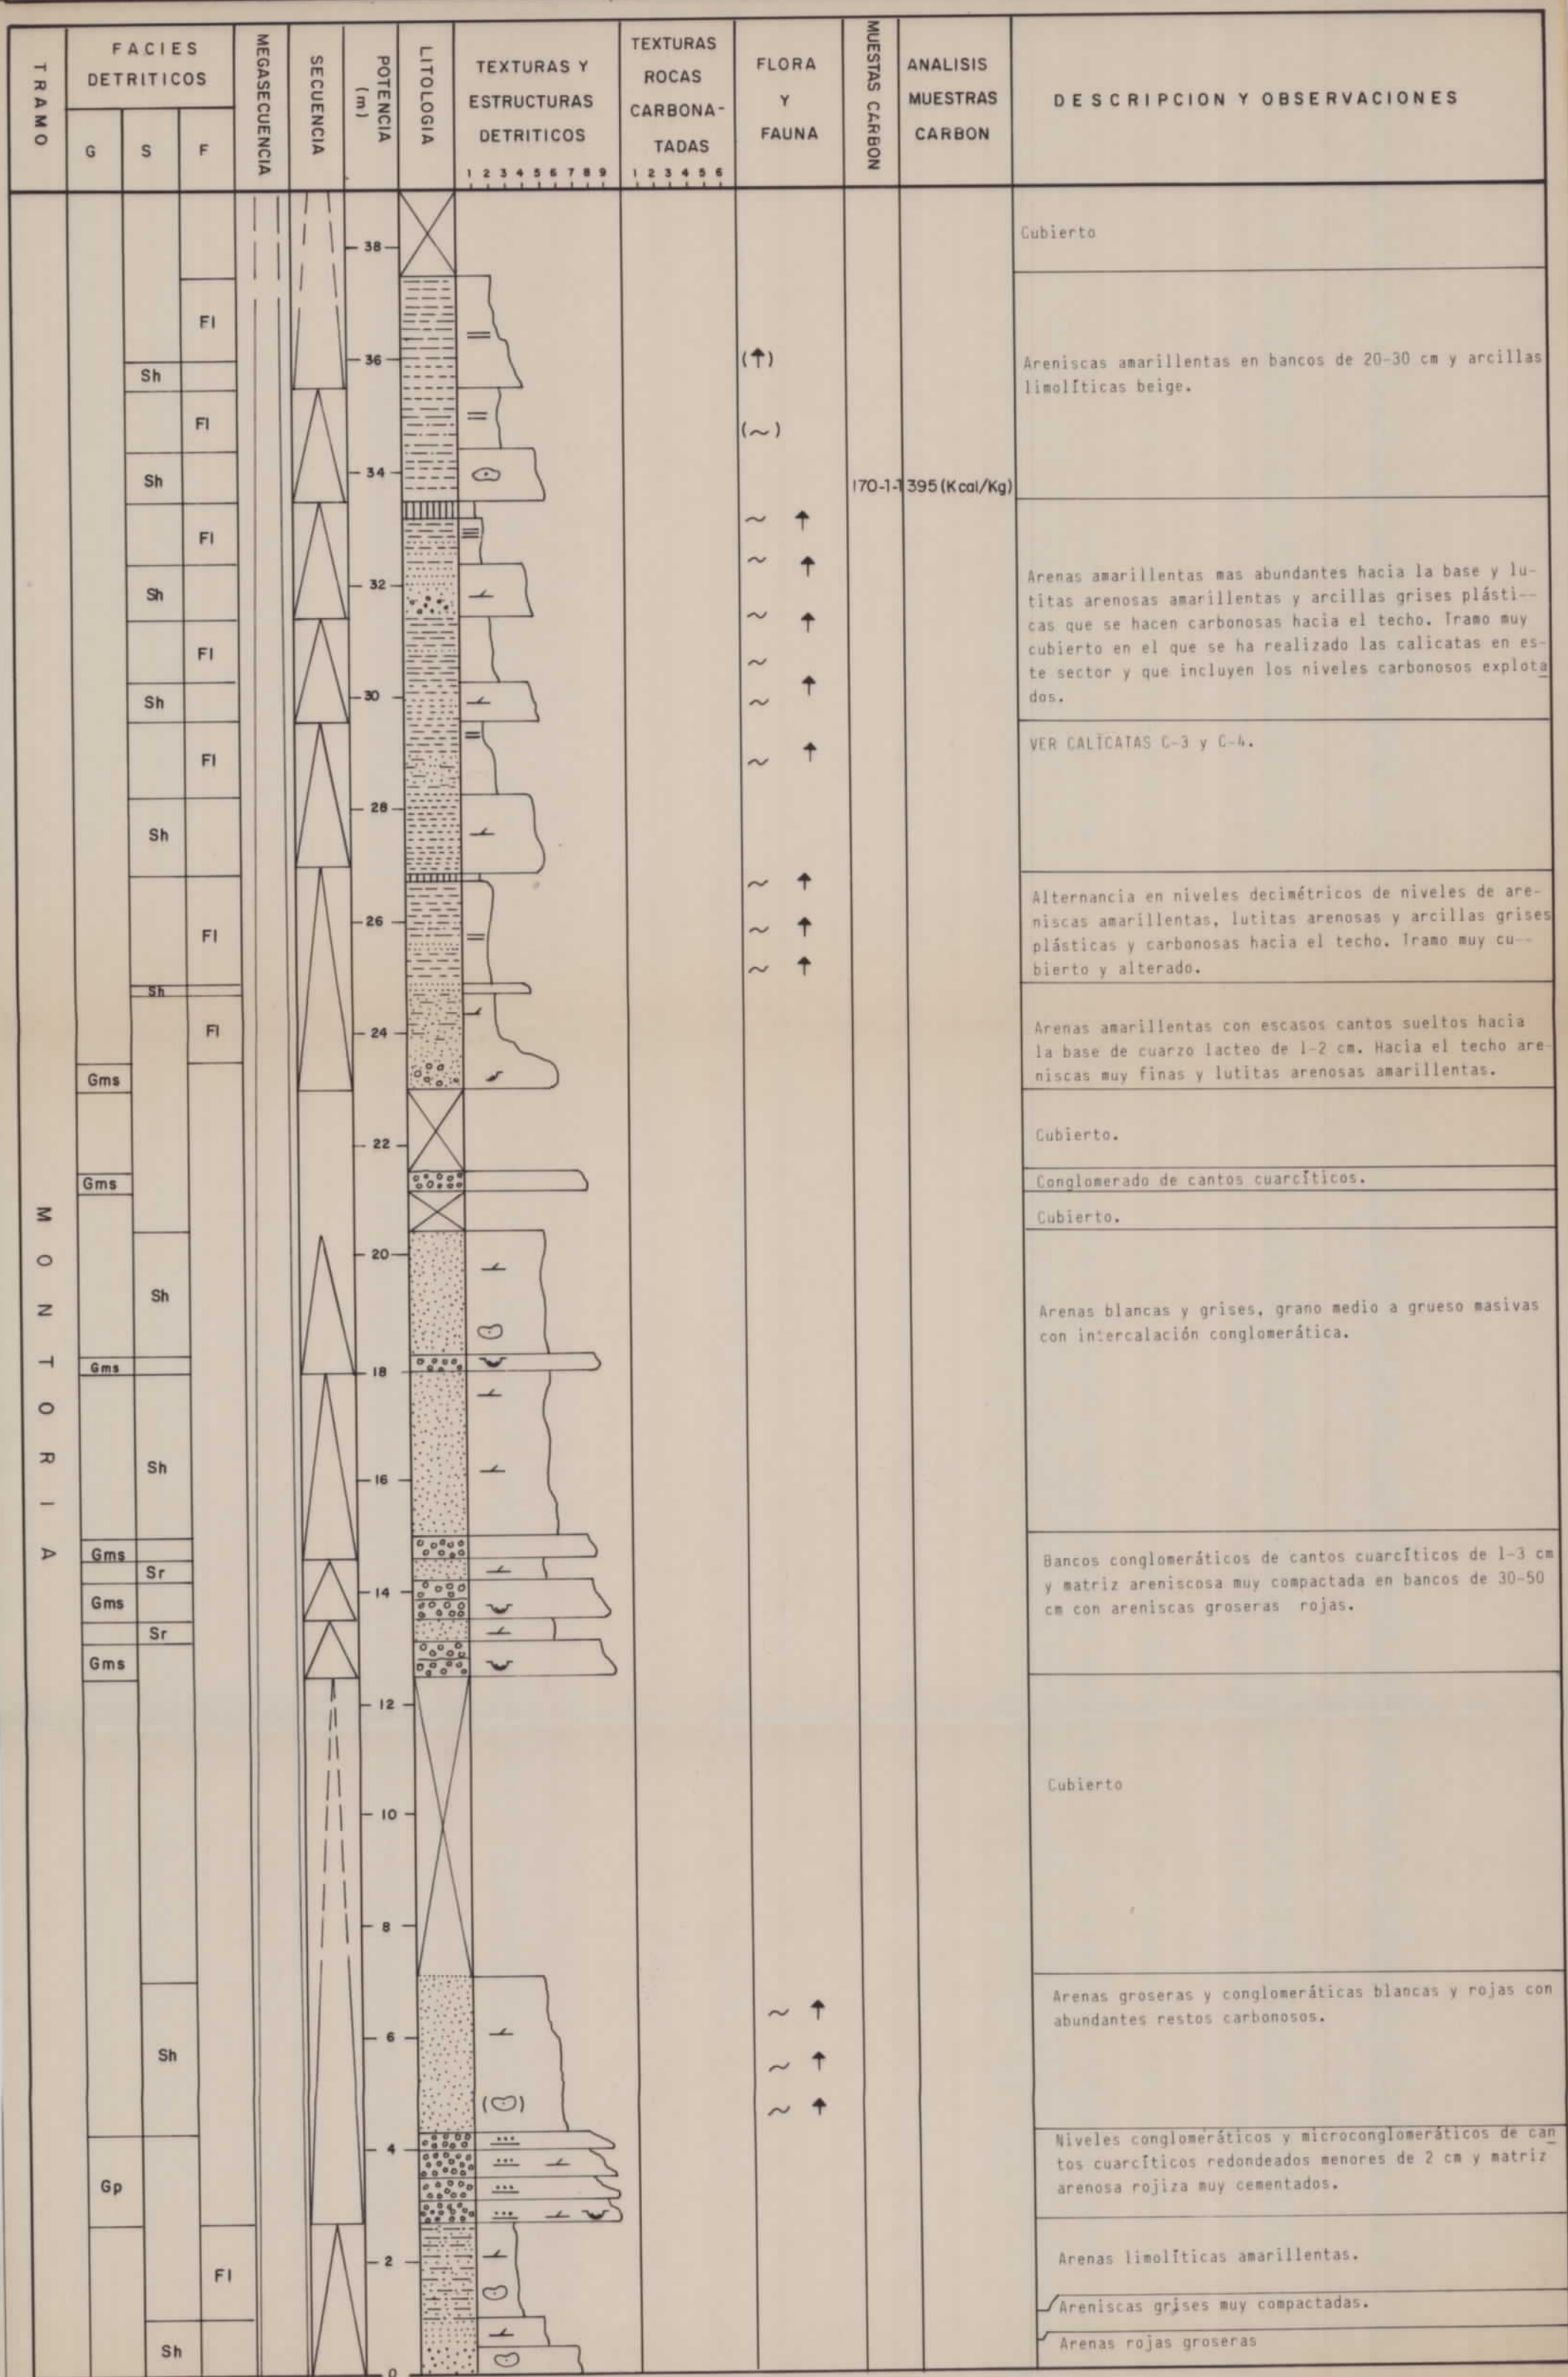 TRAMO
FACIES
DETRITICOS
G S F
MEGASECUENCIA
SECUENCIA
POTENCIA
(m)
LITOLOGIA
TEXTURAS Y
ESTRUCTURAS
DETRITICOS
1 2 3 4 5 6 7 8 9
TEXTURAS
ROCAS
CARBONA-
TADAS
1 2 3 4 5 6
FLORA
Y
FAUNA
MUESTAS CARBON
ANALISIS
MUESTRAS
CARBON
DESCRIPCION Y OBSERVACIONES
MONTORIA
Fl
Sh
Fl
Sh
Fl
Sh
Fl
Sh
Fl
Sh
Fl
Sh
Fl
Gms
Gms
Sh
Gms
Sh
Gms
Sr
Gms
Sr
Gms
Sh
Gp
Fl
Sh
38
36
34
32
30
28
26
24
22
20
18
16
14
12
10
8
6
4
2
0
170-1-1 395 (Kcal/Kg)
Cubierto
Areniscas amarillentas en bancos de 20-30 cm y arcillas
limolíticas beige.
Arenas amarillentas mas abundantes hacia la base y lu-
titas arenosas amarillentas y arcillas grises plásti--
cas que se hacen carbonosas hacia el techo. Tramo muy
cubierto en el que se ha realizado las calicatas en es-
te sector y que incluyen los niveles carbonosos explota
dos.
VER CALICATAS C-3 y C-4.
Alternancia en niveles decimétricos de niveles de are-
niscas amarillentas, lutitas arenosas y arcillas grises
plásticas y carbonosas hacia el techo. Tramo muy cu--
bierto y alterado.
Arenas amarillentas con escasos cantos sueltos hacia
la base de cuarzo lacteo de 1-2 cm. Hacia el techo are-
niscas muy finas y lutitas arenosas amarillentas.
Cubierto.
Conglomerado de cantos cuarcíticos.
Cubierto.
Arenas blancas y grises, grano medio a grueso masivas
con intercalación conglomerática.
Bancos conglomeráticos de cantos cuarcíticos de 1-3 cm
y matriz areniscosa muy compactada en bancos de 30-50
cm con areniscas groseras rojas.
Cubierto
Arenas groseras y conglomeráticas blancas y rojas con
abundantes restos carbonosos.
Niveles conglomeráticos y microconglomeráticos de can
tos cuarcíticos redondeados menores de 2 cm y matriz
arenosa rojiza muy cementados.
Arenas limolíticas amarillentas.
Areniscas grises muy compactadas.
Arenas rojas groseras